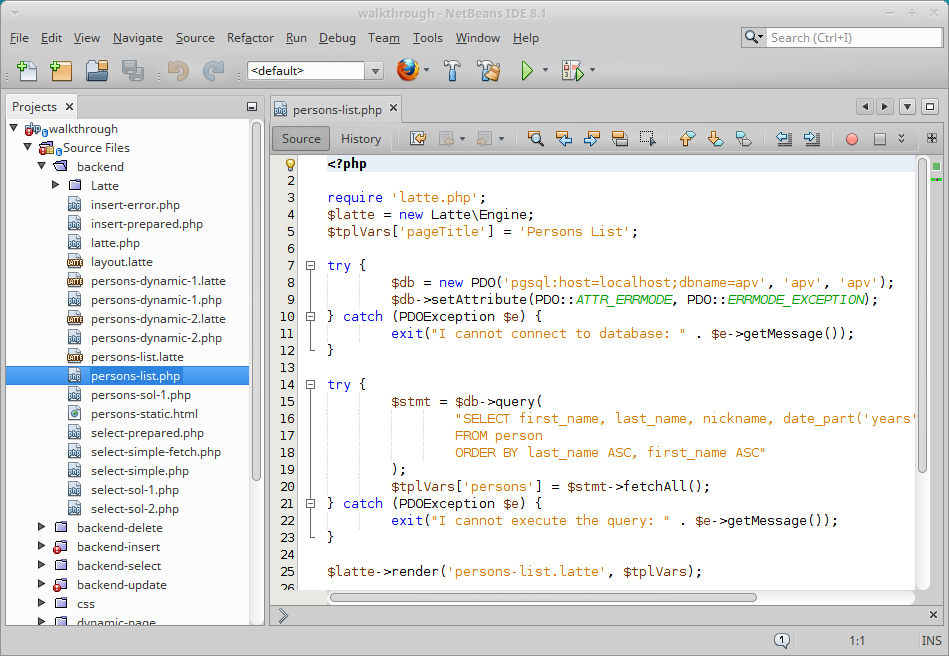 walkthrough - NetBeans IDE 8.1
File Edit View Navigate Source Refactor Run Debug Team Tools Window Help
Search (Ctrl+I)
<default>
Projects
walkthrough
Source Files
backend
Latte
insert-error.php
insert-prepared.php
latte.php
layout.latte
persons-dynamic-1.latte
persons-dynamic-1.php
persons-dynamic-2.latte
persons-dynamic-2.php
persons-list.latte
persons-list.php
persons-sol-1.php
persons-static.html
select-prepared.php
select-simple-fetch.php
select-simple.php
select-sol-1.php
select-sol-2.php
backend-delete
backend-insert
backend-select
backend-update
css
dynamic-page
persons-list.php
Source History
<?php
2
3 require 'latte.php';
4 $latte = new Latte\Engine;
5 $tplVars['pageTitle'] = 'Persons List';
6
7 try {
8 $db = new PDO('pgsql:host=localhost;dbname=apv', 'apv', 'apv');
9 $db->setAttribute(PDO::ATTR_ERRMODE, PDO::ERRMODE_EXCEPTION);
10 } catch (PDOException $e) {
11 exit("I cannot connect to database: " . $e->getMessage());
12 }
13
14 try {
15 $stmt = $db->query(
16 "SELECT first_name, last_name, nickname, date_part('years'
17 FROM person
18 ORDER BY last_name ASC, first_name ASC"
19 );
20 $tplVars['persons'] = $stmt->fetchAll();
21 } catch (PDOException $e) {
22 exit("I cannot execute the query: " . $e->getMessage());
23 }
24
25 $latte->render('persons-list.latte', $tplVars);
26
1 1:1 INS